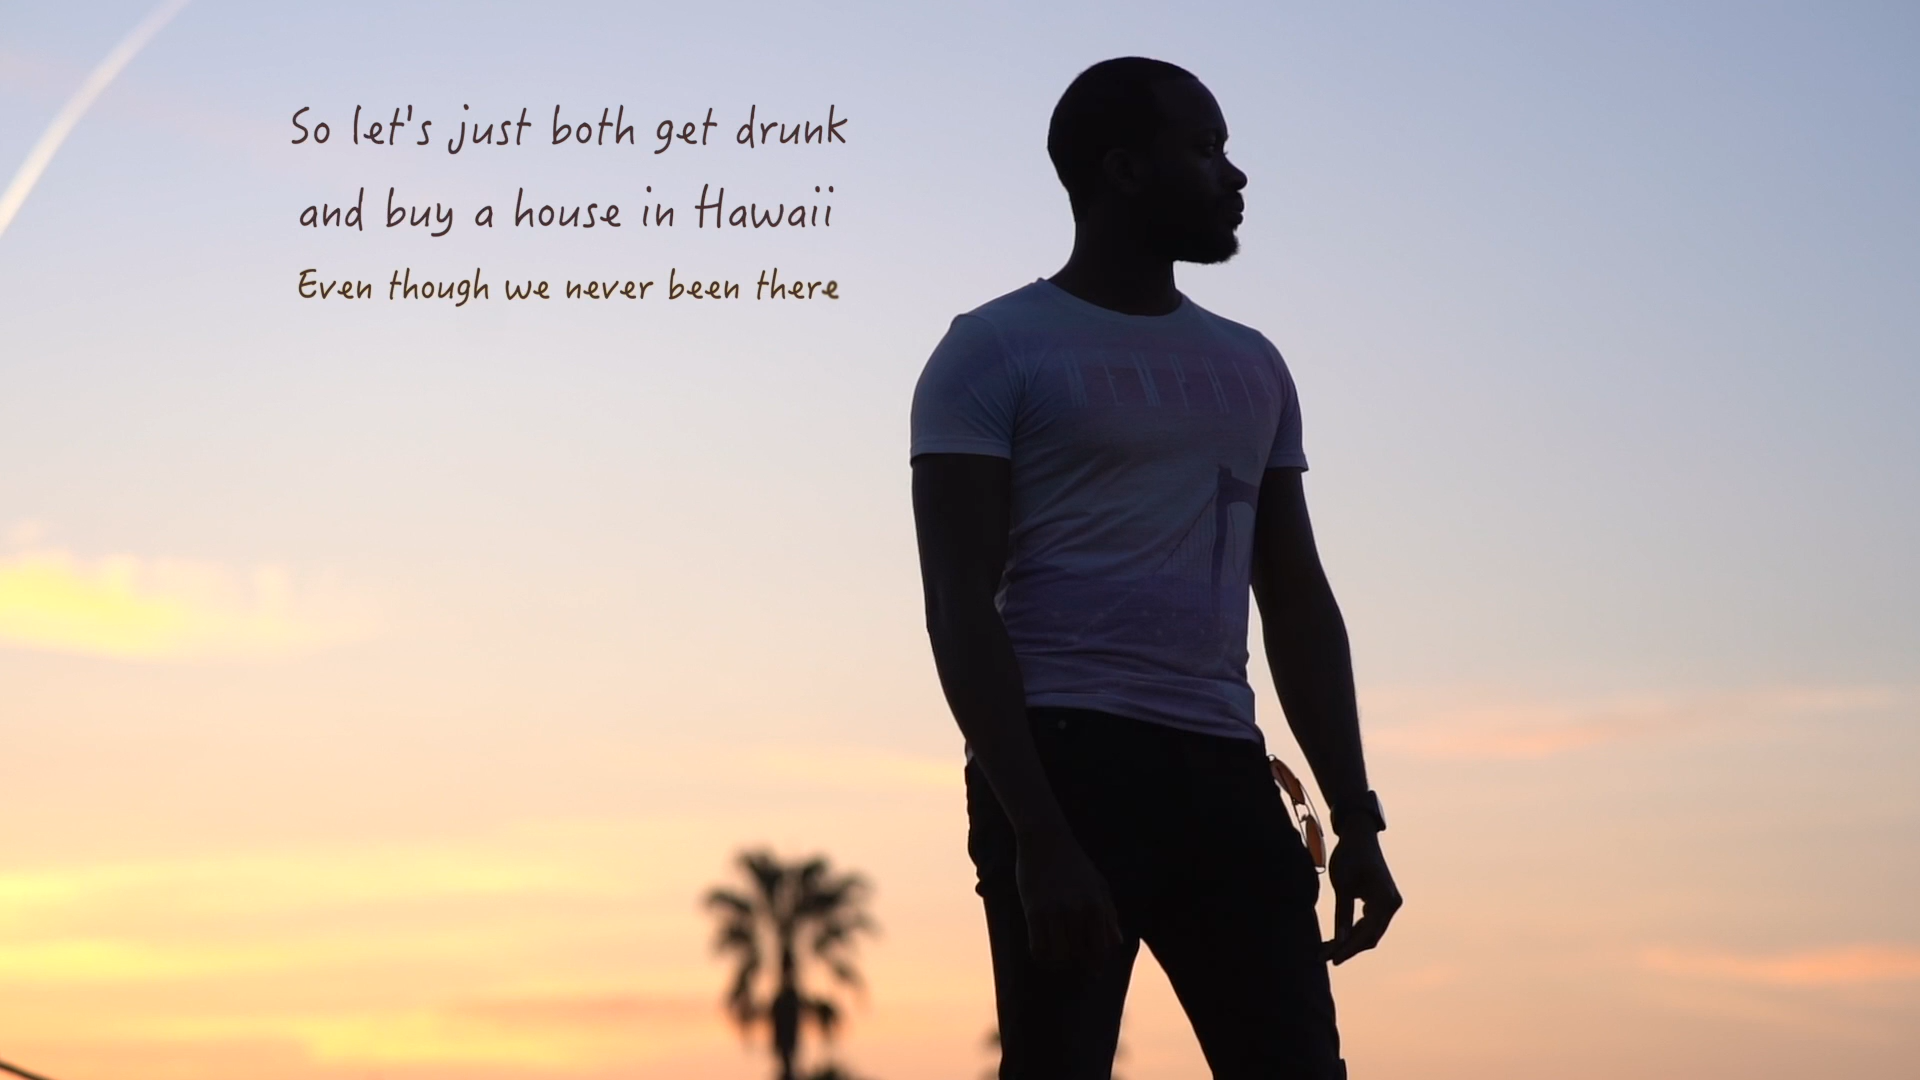 So let's just both get drunk
and buy a house in Hawaii
Even though we never been there